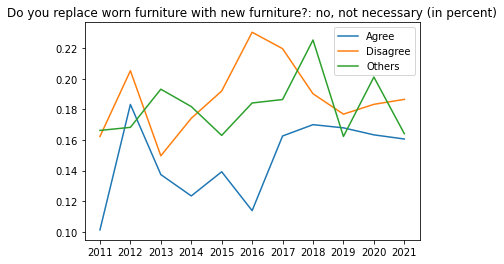 Do you replace worn furniture with new furniture?: no, not necessary (in percent)
Agree
Disagree
Others
0.22
0.20
0.18
0.16
0.14
0.12
0.10
2011 2012 2013 2014 2015 2016 2017 2018 2019 2020 2021